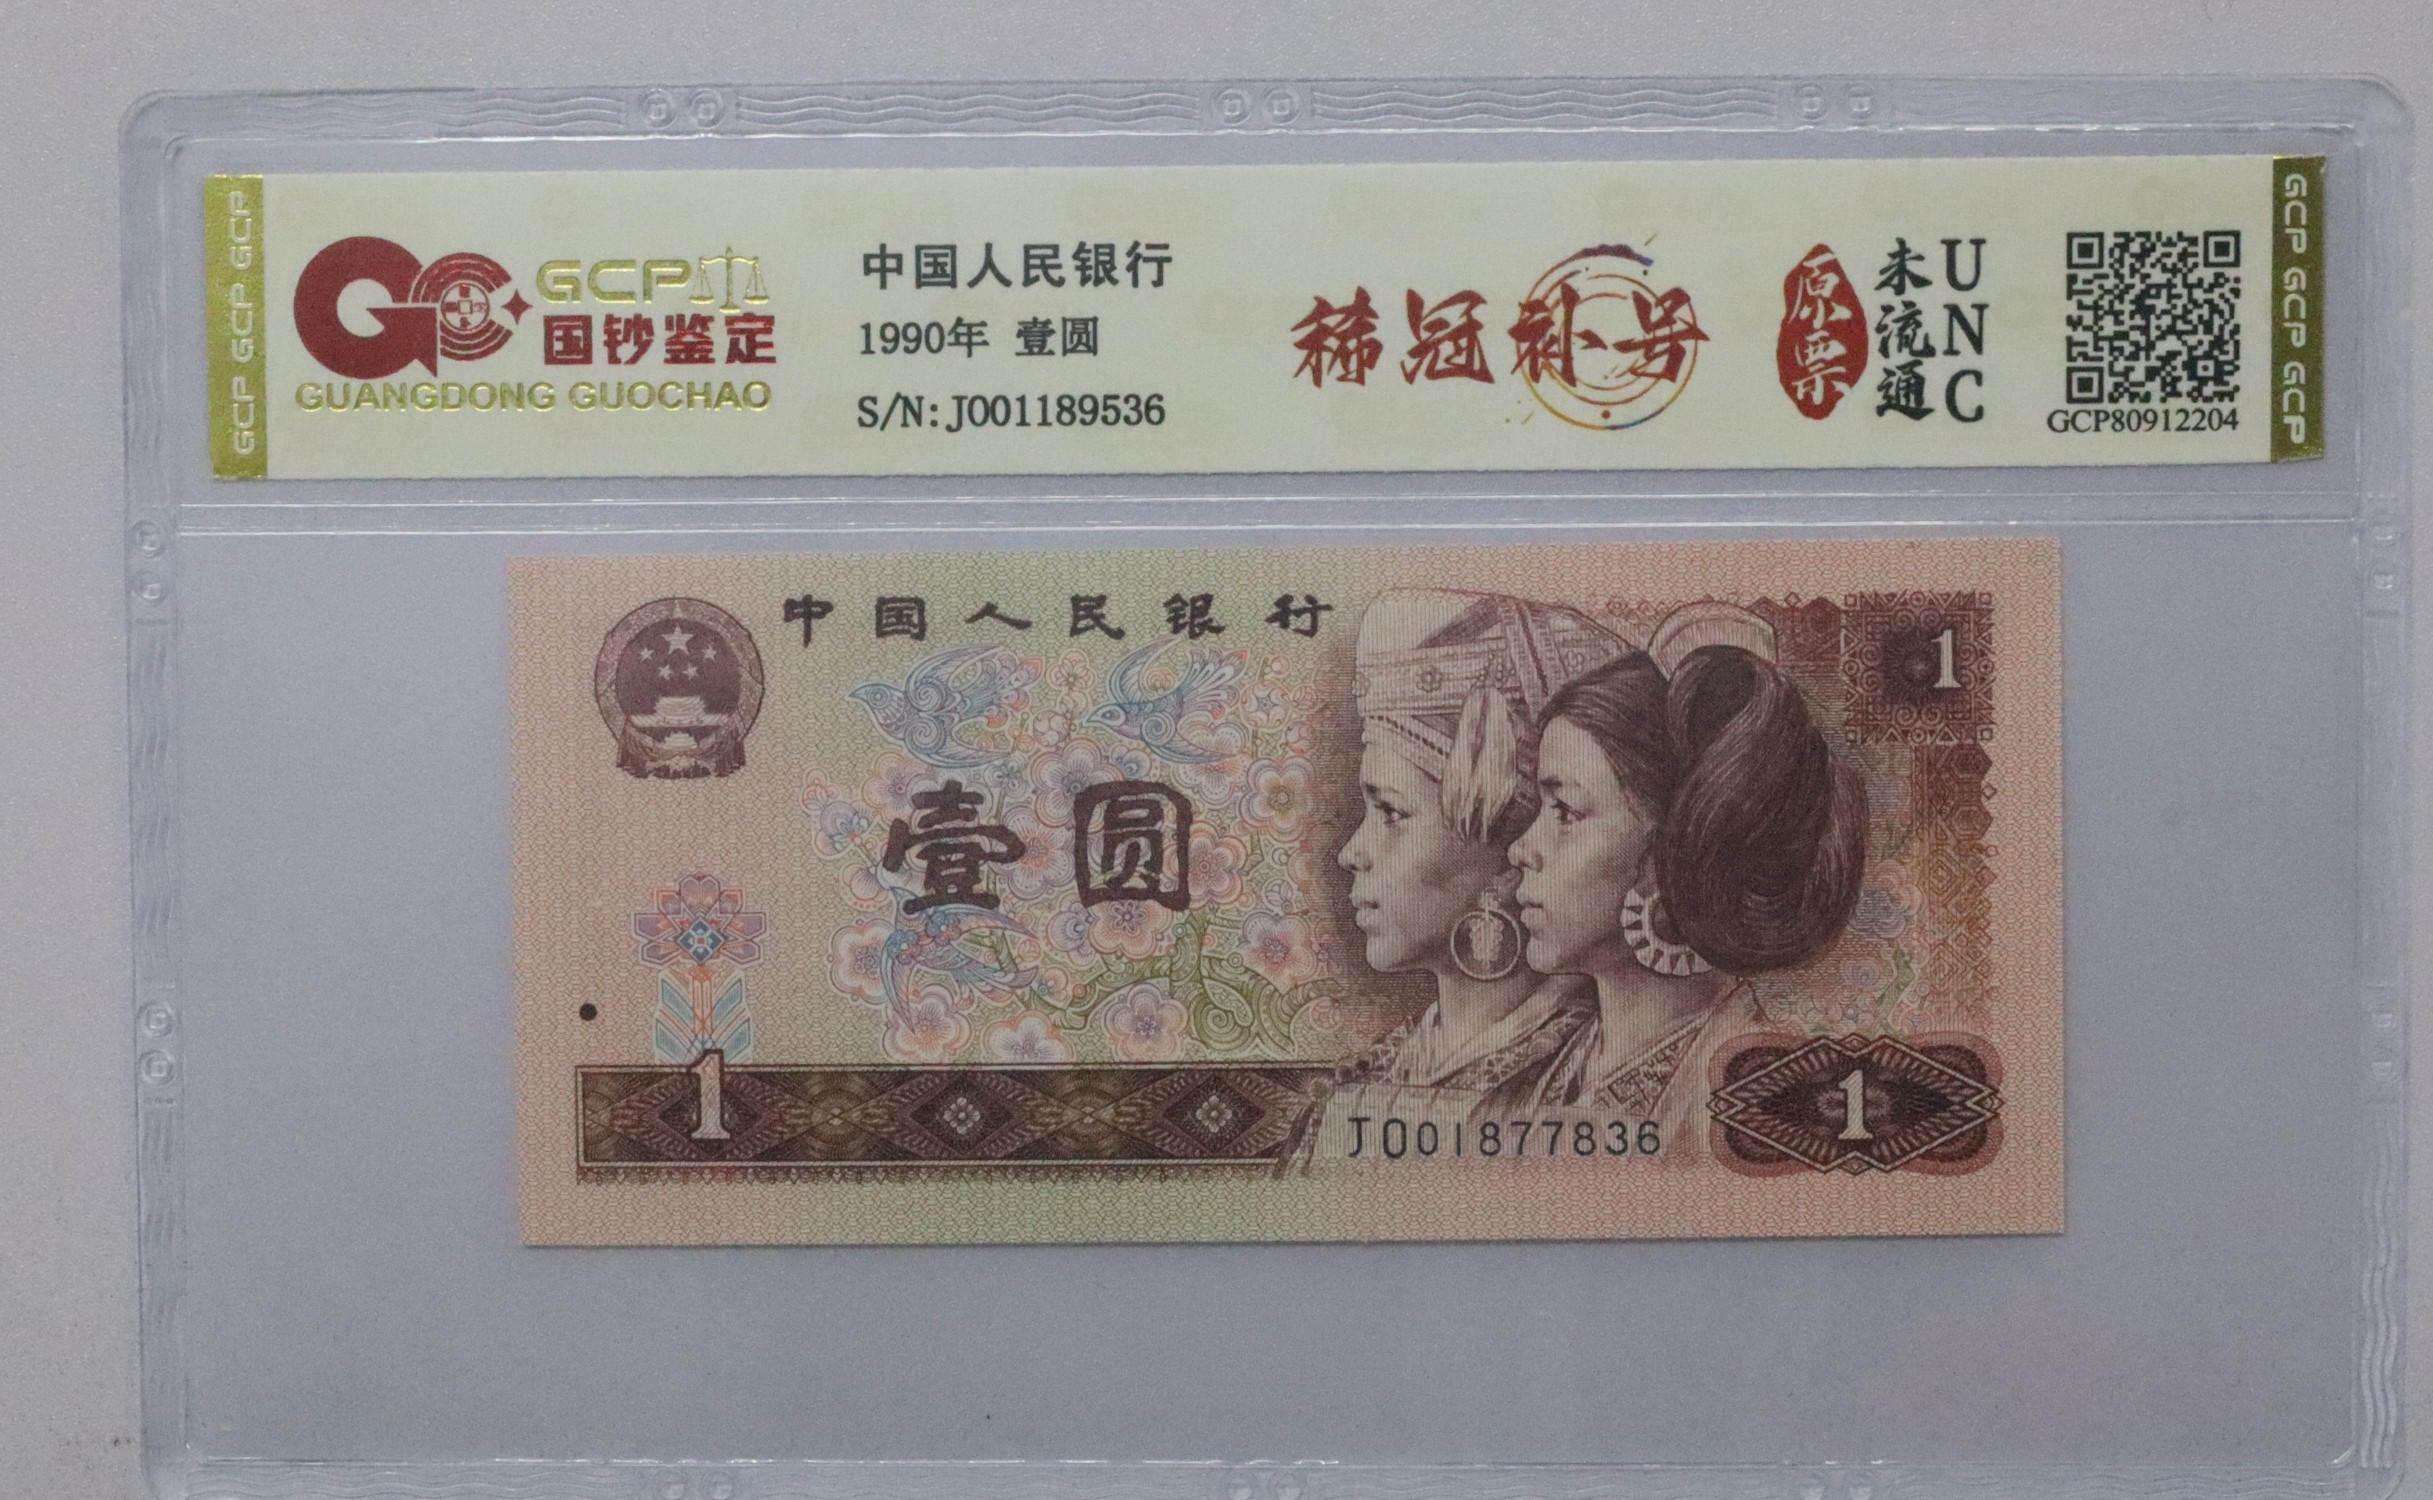 GCP GCP GCP
GCP
国钞鉴定
GUANGDONG GUOCHAO
中国人民银行
1990年 壹圆
S/N: J001189536
稀冠补号
原票
未流通
UNC
GCP80912204
GCP GCP GCP
中国人民银行
1
壹圆
1
J001877836
1